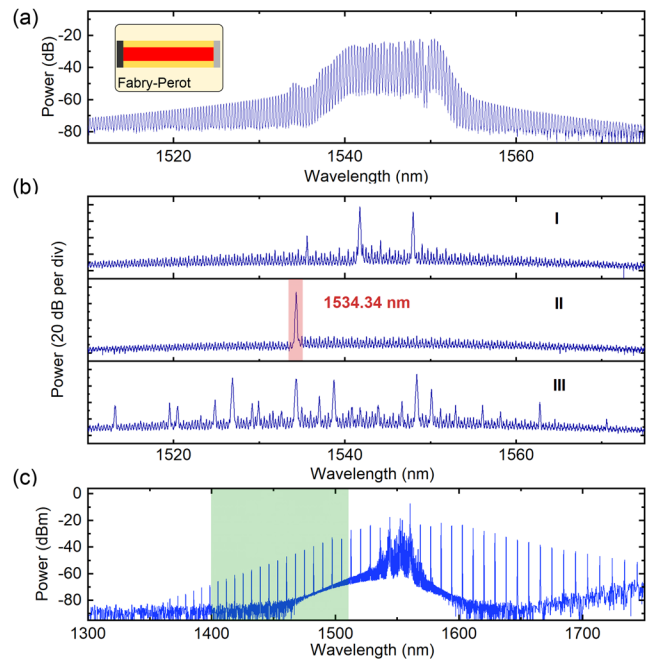 (a)
Power (dB)
-20
-40
-60
-80
Fabry-Perot
1520
1540
1560
Wavelength (nm)
(b)
Power (20 dB per div)
I
1534.34 nm
II
III
1520
1540
1560
Wavelength (nm)
(c)
Power (dBm)
0
-20
-40
-60
-80
1300
1400
1500
1600
1700
Wavelength (nm)